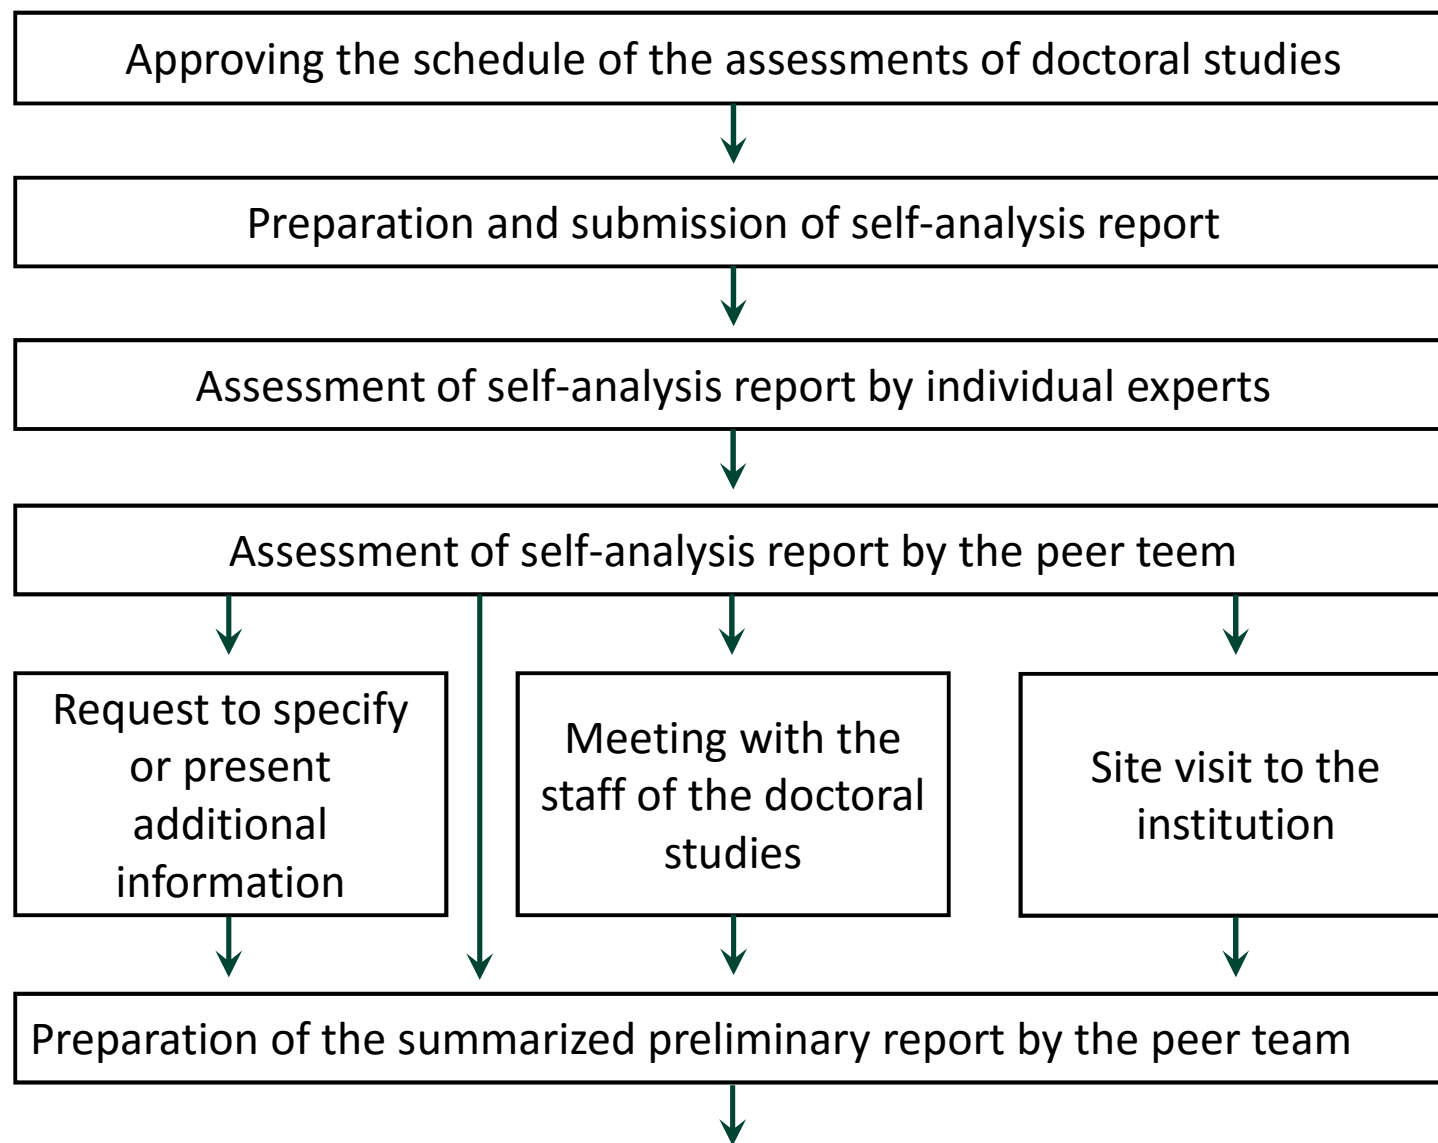 Approving the schedule of the assessments of doctoral studies
Preparation and submission of self-analysis report
Assessment of self-analysis report by individual experts
Assessment of self-analysis report by the peer teem
Request to specify
or present
additional
information
Meeting with the
staff of the doctoral
studies
Site visit to the
institution
Preparation of the summarized preliminary report by the peer team